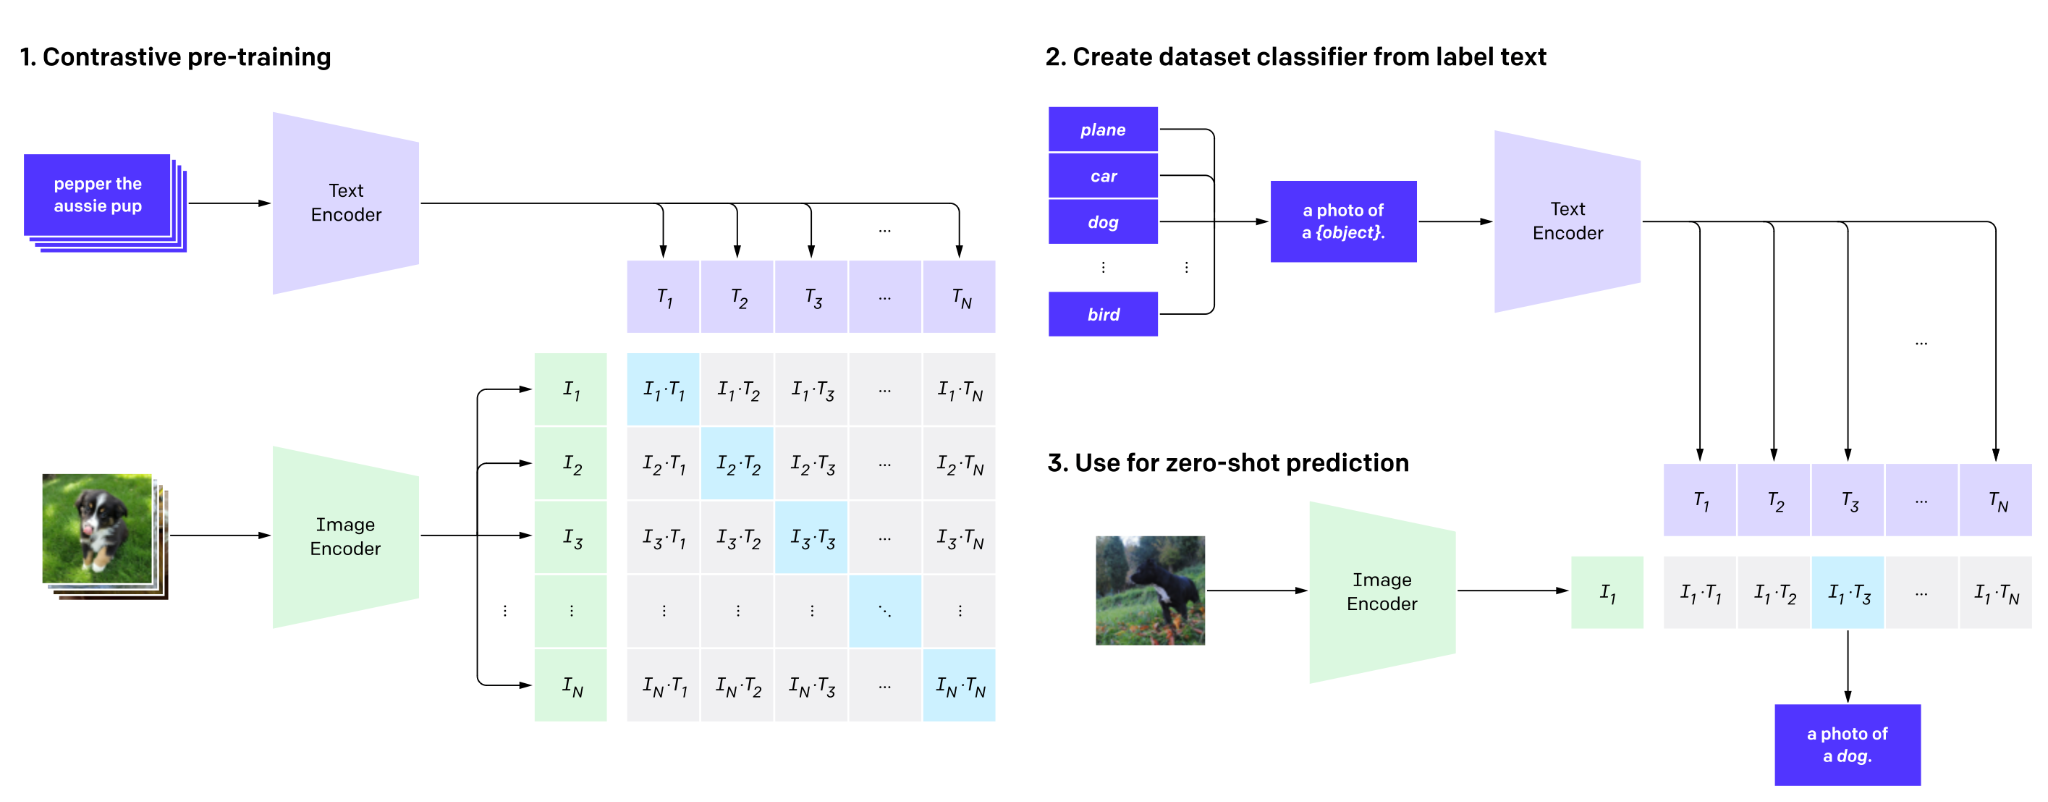 1. Contrastive pre-training
pepper the
aussie pup
Text
Encoder
...
T1 T2 T3 ... TN
Image
Encoder
⋮
I1
I2
I3
⋮
IN
I1·T1 I1·T2 I1·T3 ... I1·TN
I2·T1 I2·T2 I2·T3 ... I2·TN
I3·T1 I3·T2 I3·T3 ... I3·TN
⋮ ⋮ ⋮ ⋱ ⋮
IN·T1 IN·T2 IN·T3 ... IN·TN
2. Create dataset classifier from label text
plane
car
dog
⋮ ⋮
bird
a photo of
a {object}.
Text
Encoder
...
3. Use for zero-shot prediction
Image
Encoder
T1 T2 T3 ... TN
I1
I1·T1 I1·T2 I1·T3 ... I1·TN
a photo of
a dog.